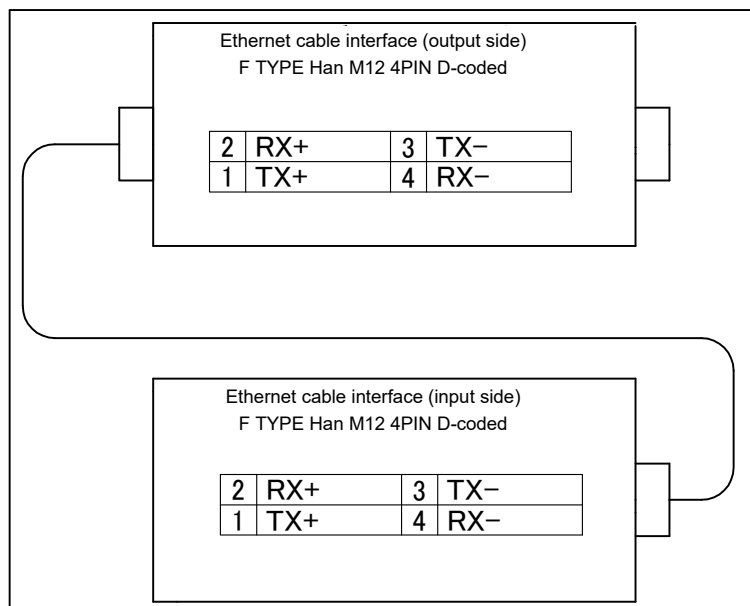 Ethernet cable interface (output side)
F TYPE Han M12 4PIN D-coded
2 RX+ 3 TX−
1 TX+ 4 RX−
Ethernet cable interface (input side)
F TYPE Han M12 4PIN D-coded
2 RX+ 3 TX−
1 TX+ 4 RX−